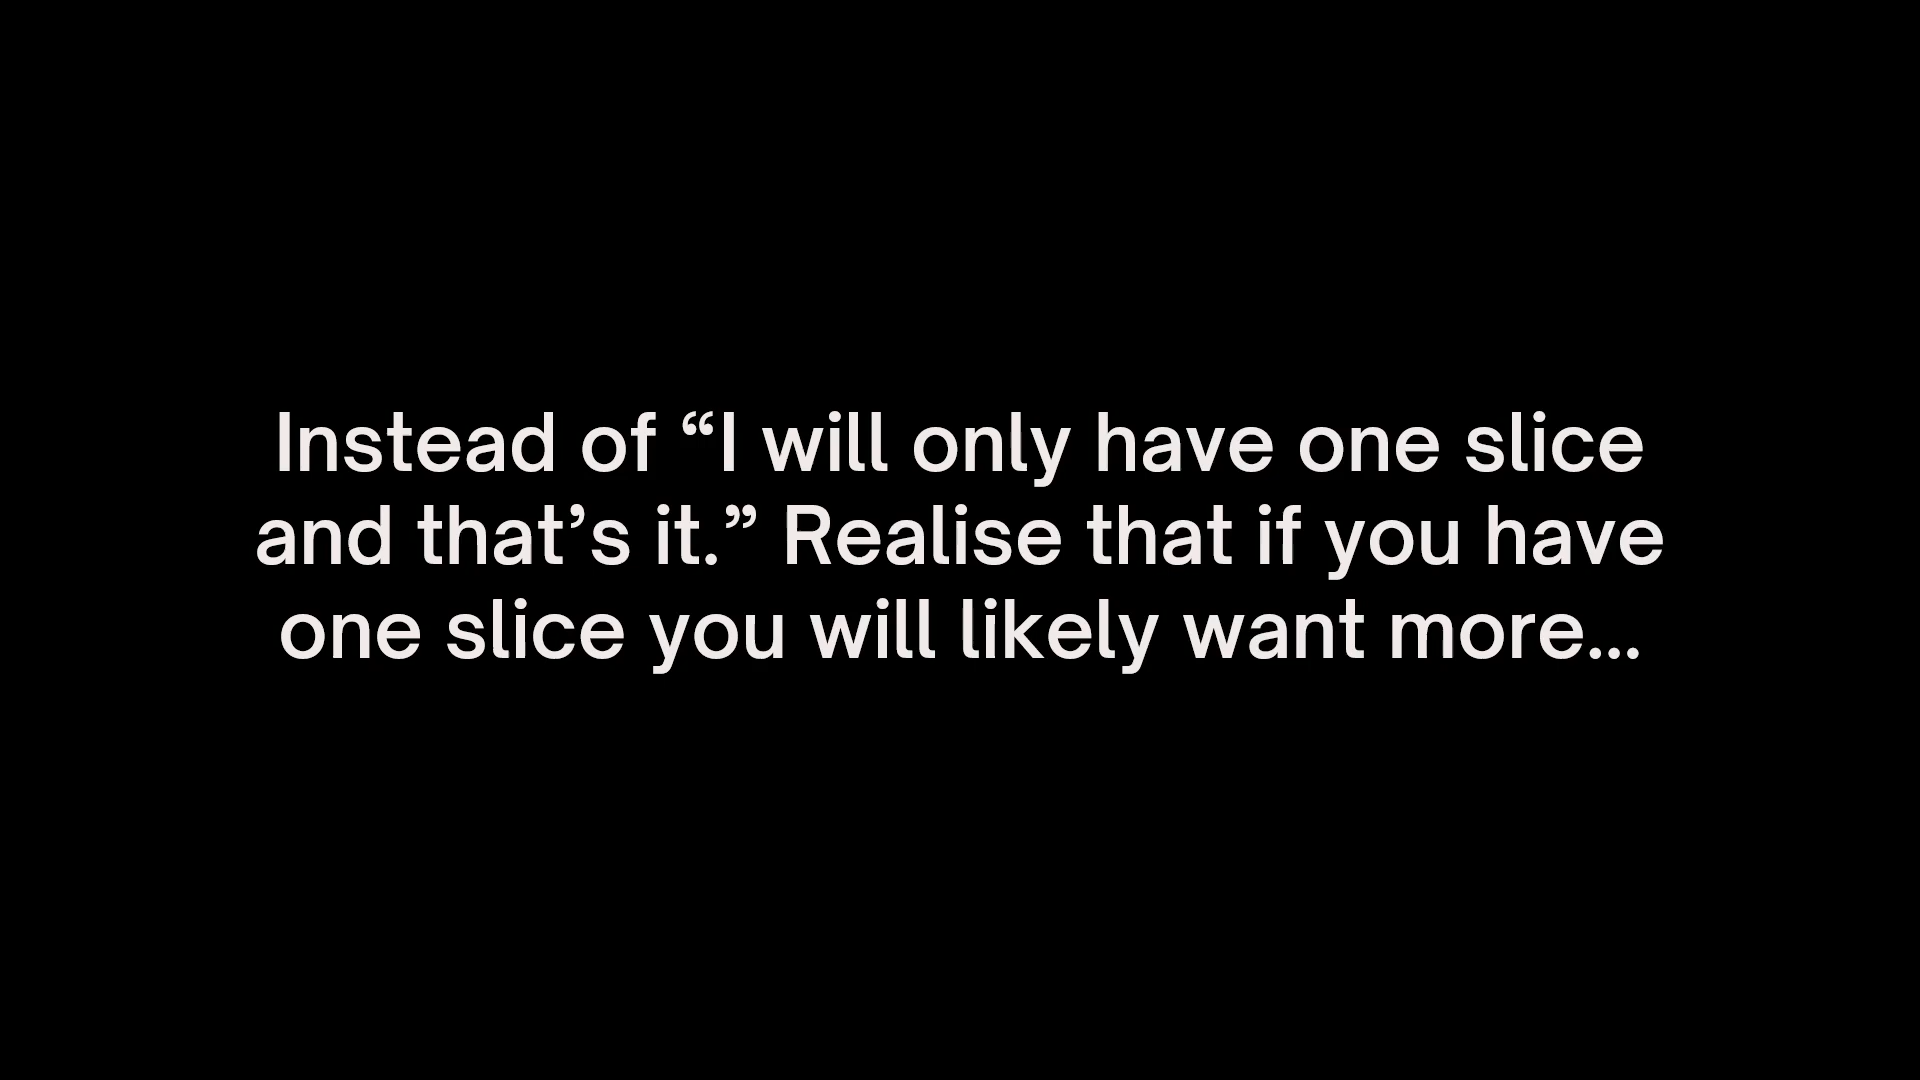 Instead of “I will only have one slice
and that’s it.” Realise that if you have
one slice you will likely want more...